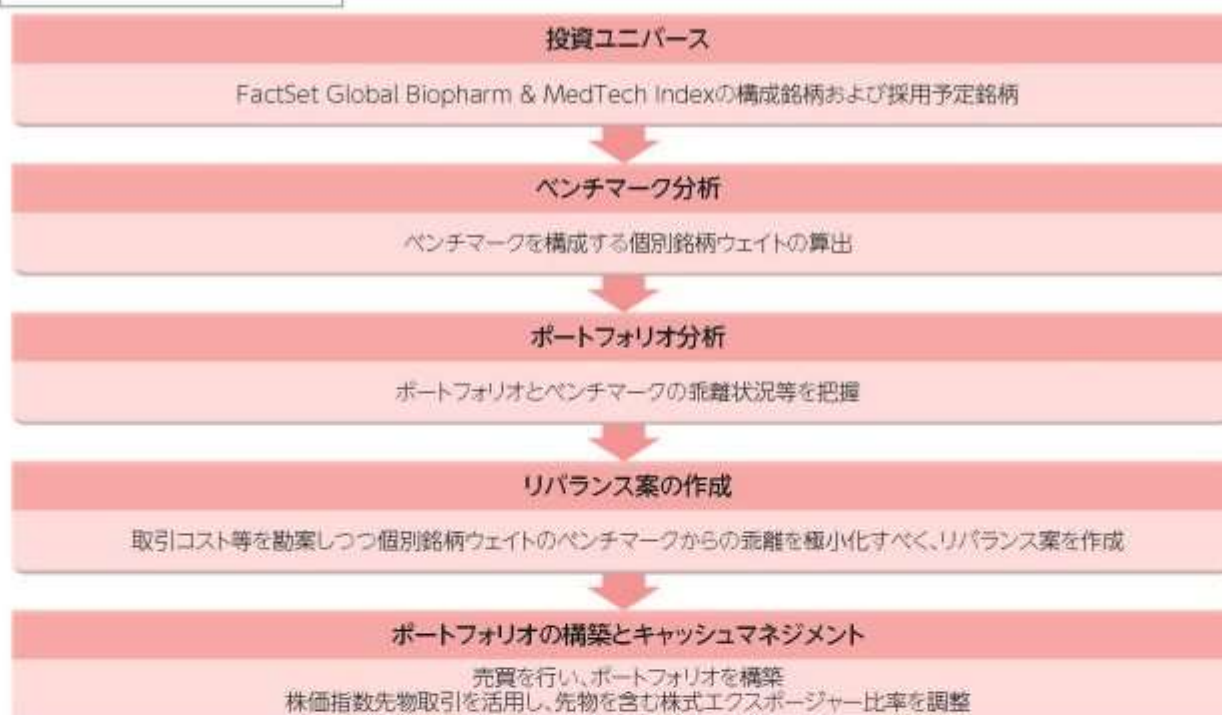 投資ユニバース
FactSet Global Biopharm & MedTech Indexの構成銘柄および採用予定銘柄
ベンチマーク分析
ベンチマークを構成する個別銘柄ウェイトの算出
ポートフォリオ分析
ポートフォリオとベンチマークの乖離状況等を把握
リバランス案の作成
取引コスト等を勘案しつつ個別銘柄ウェイトのベンチマークからの乖離を極小化すべく、リバランス案を作成
ポートフォリオの構築とキャッシュマネジメント
売買を行い、ポートフォリオを構築
株価指数先物取引を活用し、先物を含む株式エクスポージャー比率を調整